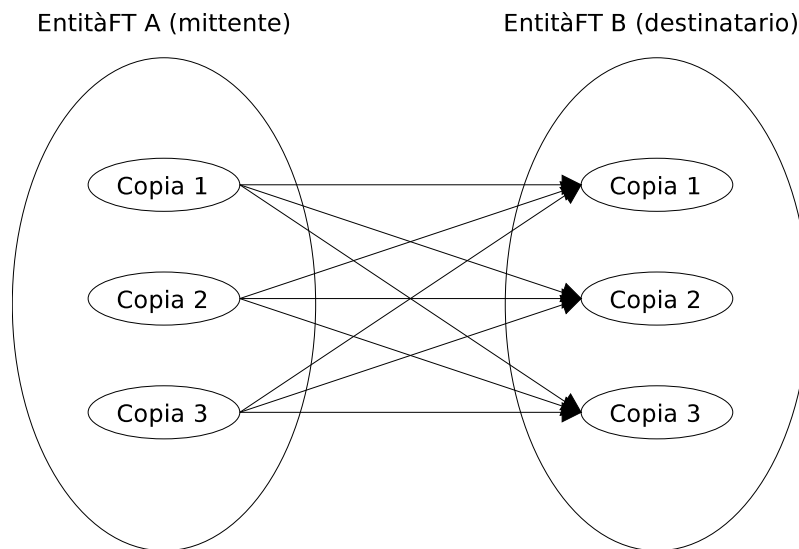 EntitàFT A (mittente)
EntitàFT B (destinatario)
Copia 1
Copia 1
Copia 2
Copia 2
Copia 3
Copia 3